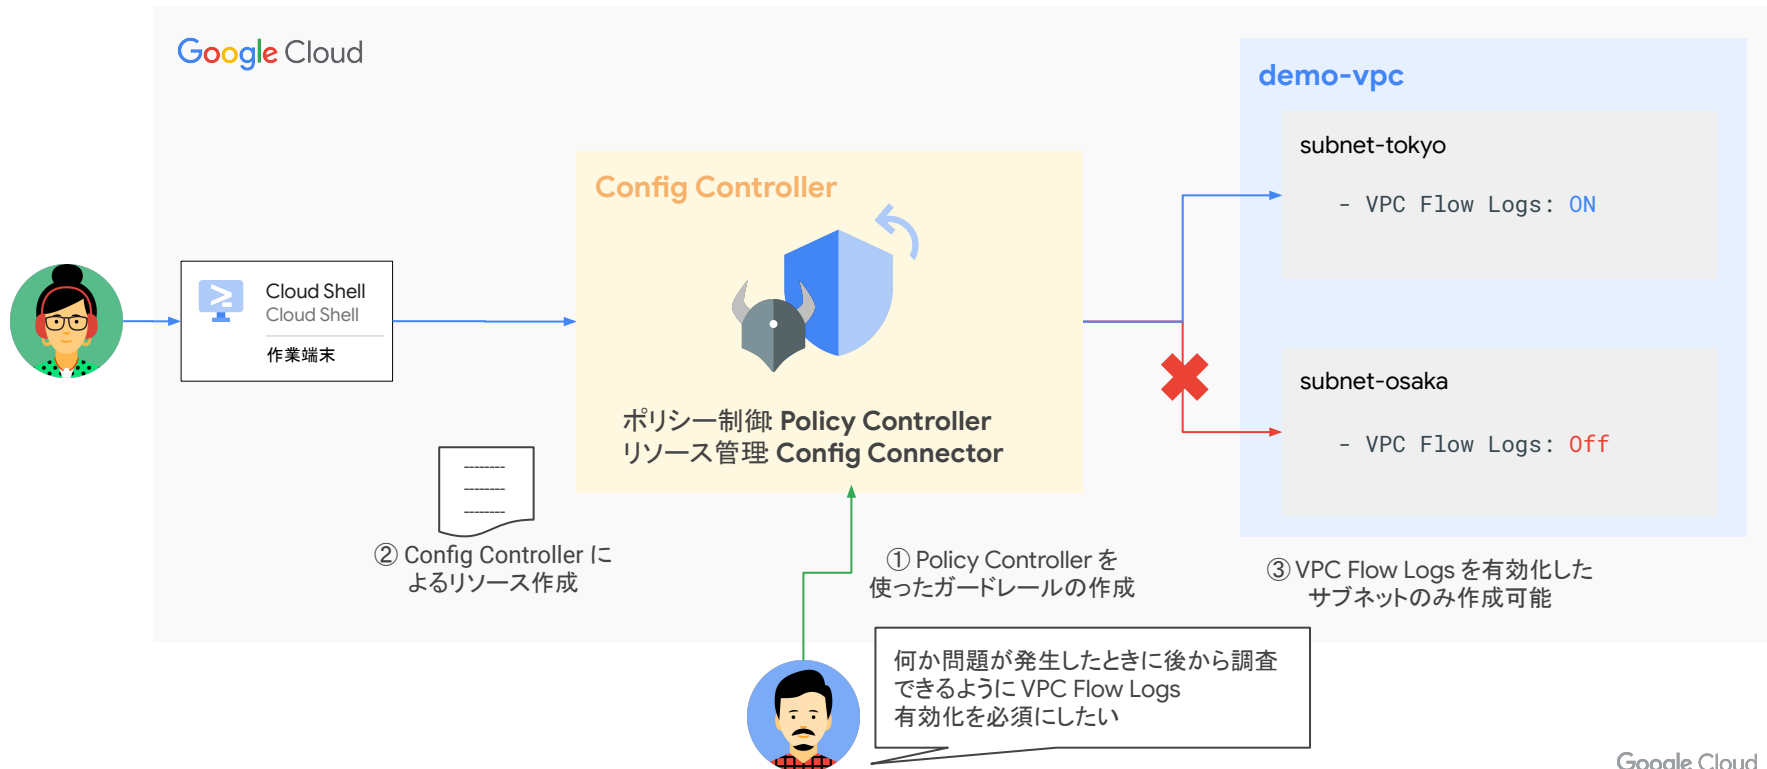 Google Cloud
demo-vpc
subnet-tokyo
- VPC Flow Logs: ON
Config Controller
Cloud Shell
Cloud Shell
作業端末
subnet-osaka
- VPC Flow Logs: Off
ポリシー制御: Policy Controller
リソース管理: Config Connector
② Config Controller に
よるリソース作成
① Policy Controller を
使ったガードレールの作成
③ VPC Flow Logs を有効化した
サブネットのみ作成可能
何か問題が発生したときに後から調査
できるように VPC Flow Logs
有効化を必須にしたい
Google Cloud